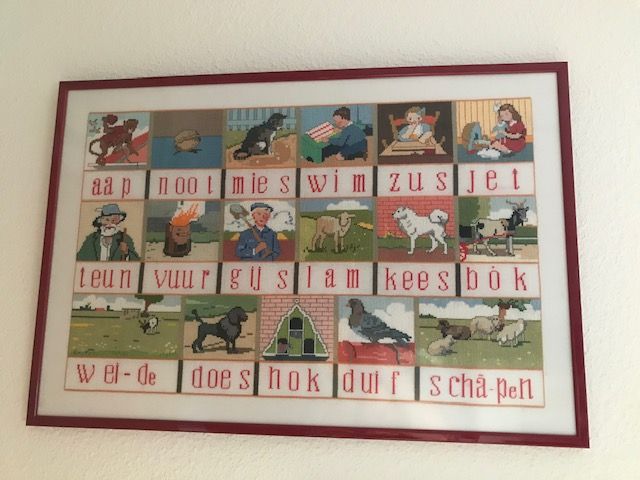 aap noot mies wim zus jet
teun vuur gijs lam kees bok
wei-de does hok duif schā-pen